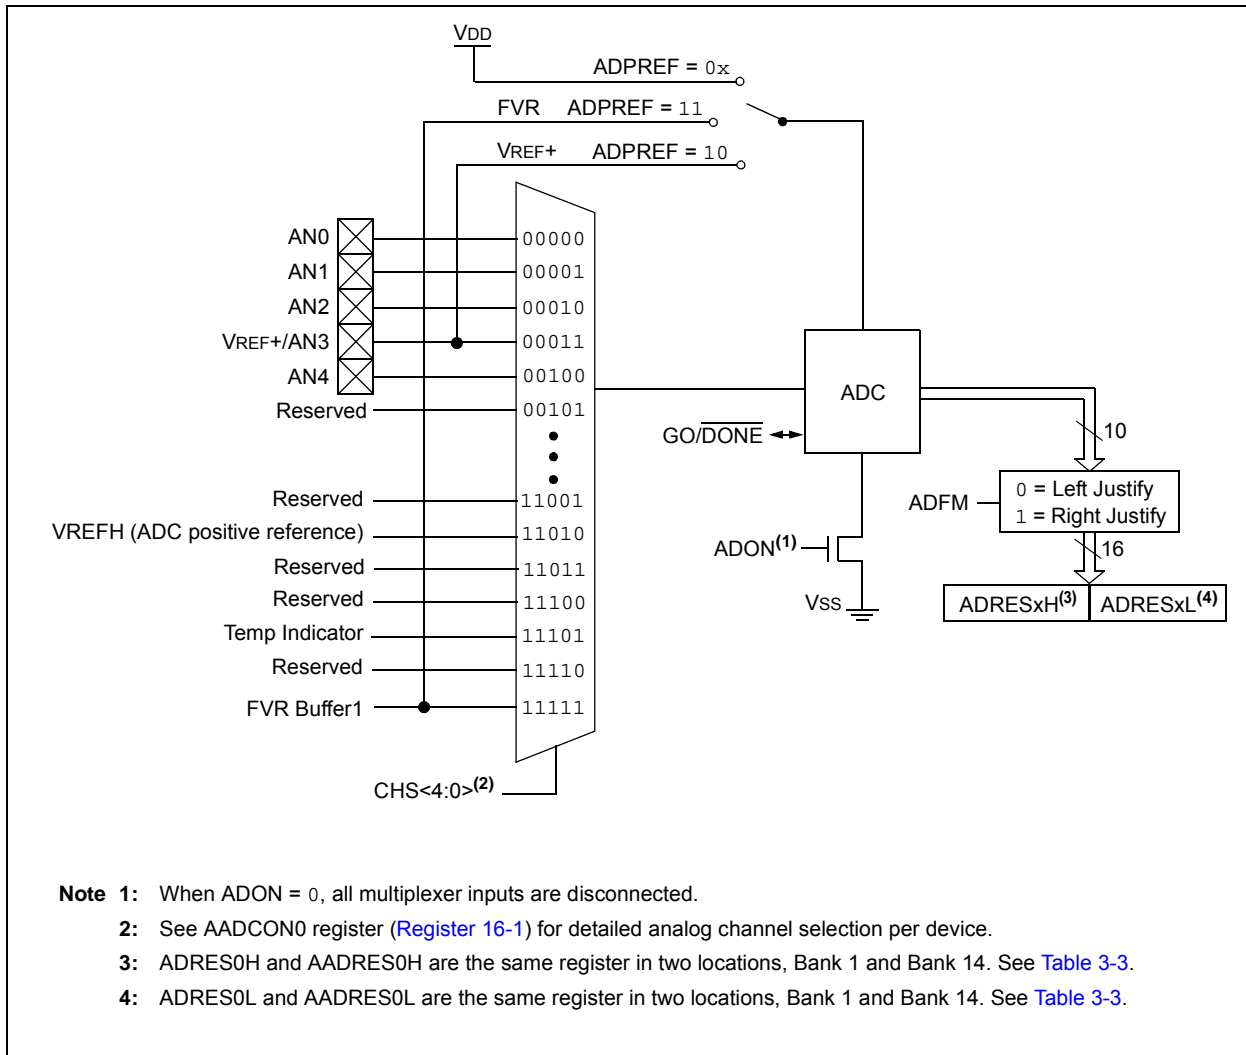 VDD
ADPREF = 0x
FVR ADPREF = 11
VREF+ ADPREF = 10
AN0 00000
AN1 00001
AN2 00010
VREF+/AN3 00011
AN4 00100
Reserved 00101
ADC
GO/DONE
10
Reserved 11001
ADFM
0 = Left Justify
1 = Right Justify
VREFH (ADC positive reference) 11010
ADON(1)
16
Reserved 11011
Reserved 11100
VSS
ADRESxH(3) ADRESxL(4)
Temp Indicator 11101
Reserved 11110
FVR Buffer1 11111
CHS<4:0>(2)
Note 1: When ADON = 0, all multiplexer inputs are disconnected.
2: See AADCON0 register (Register 16-1) for detailed analog channel selection per device.
3: ADRES0H and AADRES0H are the same register in two locations, Bank 1 and Bank 14. See Table 3-3.
4: ADRES0L and AADRES0L are the same register in two locations, Bank 1 and Bank 14. See Table 3-3.